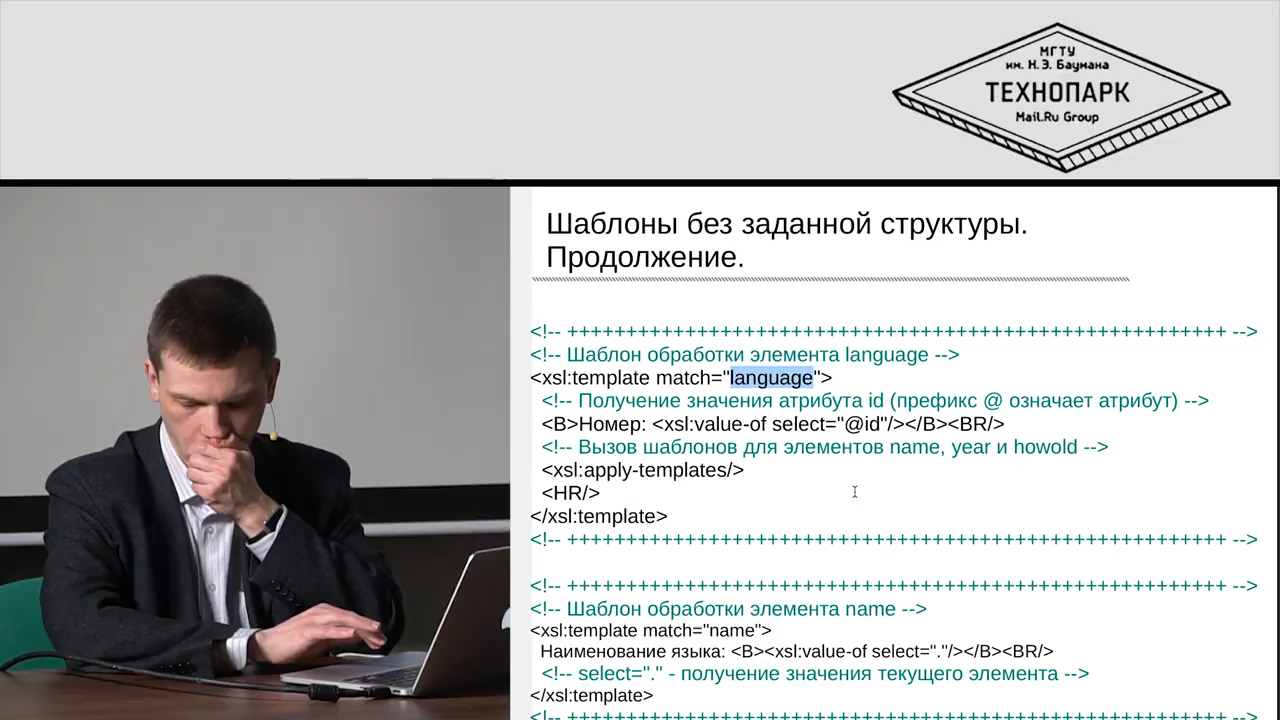 МГТУ
им. Н.Э. Баумана
ТЕХНОПАРК
Mail.Ru Group
Шаблоны без заданной структуры.
Продолжение.
<!-- ++++++++++++++++++++++++++++++++++++++++++++++++++++++++ -->
<!-- Шаблон обработки элемента language -->
<xsl:template match="language">
<!-- Получение значения атрибута id (префикс @ означает атрибут) -->
<B>Номер: <xsl:value-of select="@id"/></B><BR/>
<!-- Вызов шаблонов для элементов name, year и howold -->
<xsl:apply-templates/>
<HR/>
</xsl:template>
<!-- ++++++++++++++++++++++++++++++++++++++++++++++++++++++++ -->
<!-- ++++++++++++++++++++++++++++++++++++++++++++++++++++++++ -->
<!-- Шаблон обработки элемента name -->
<xsl:template match="name">
Наименование языка: <B><xsl:value-of select="."/></B><BR/>
<!-- select="." - получение значения текущего элемента -->
</xsl:template>
<!-- ++++++++++++++++++++++++++++++++++++++++++++++++++++++++ -->